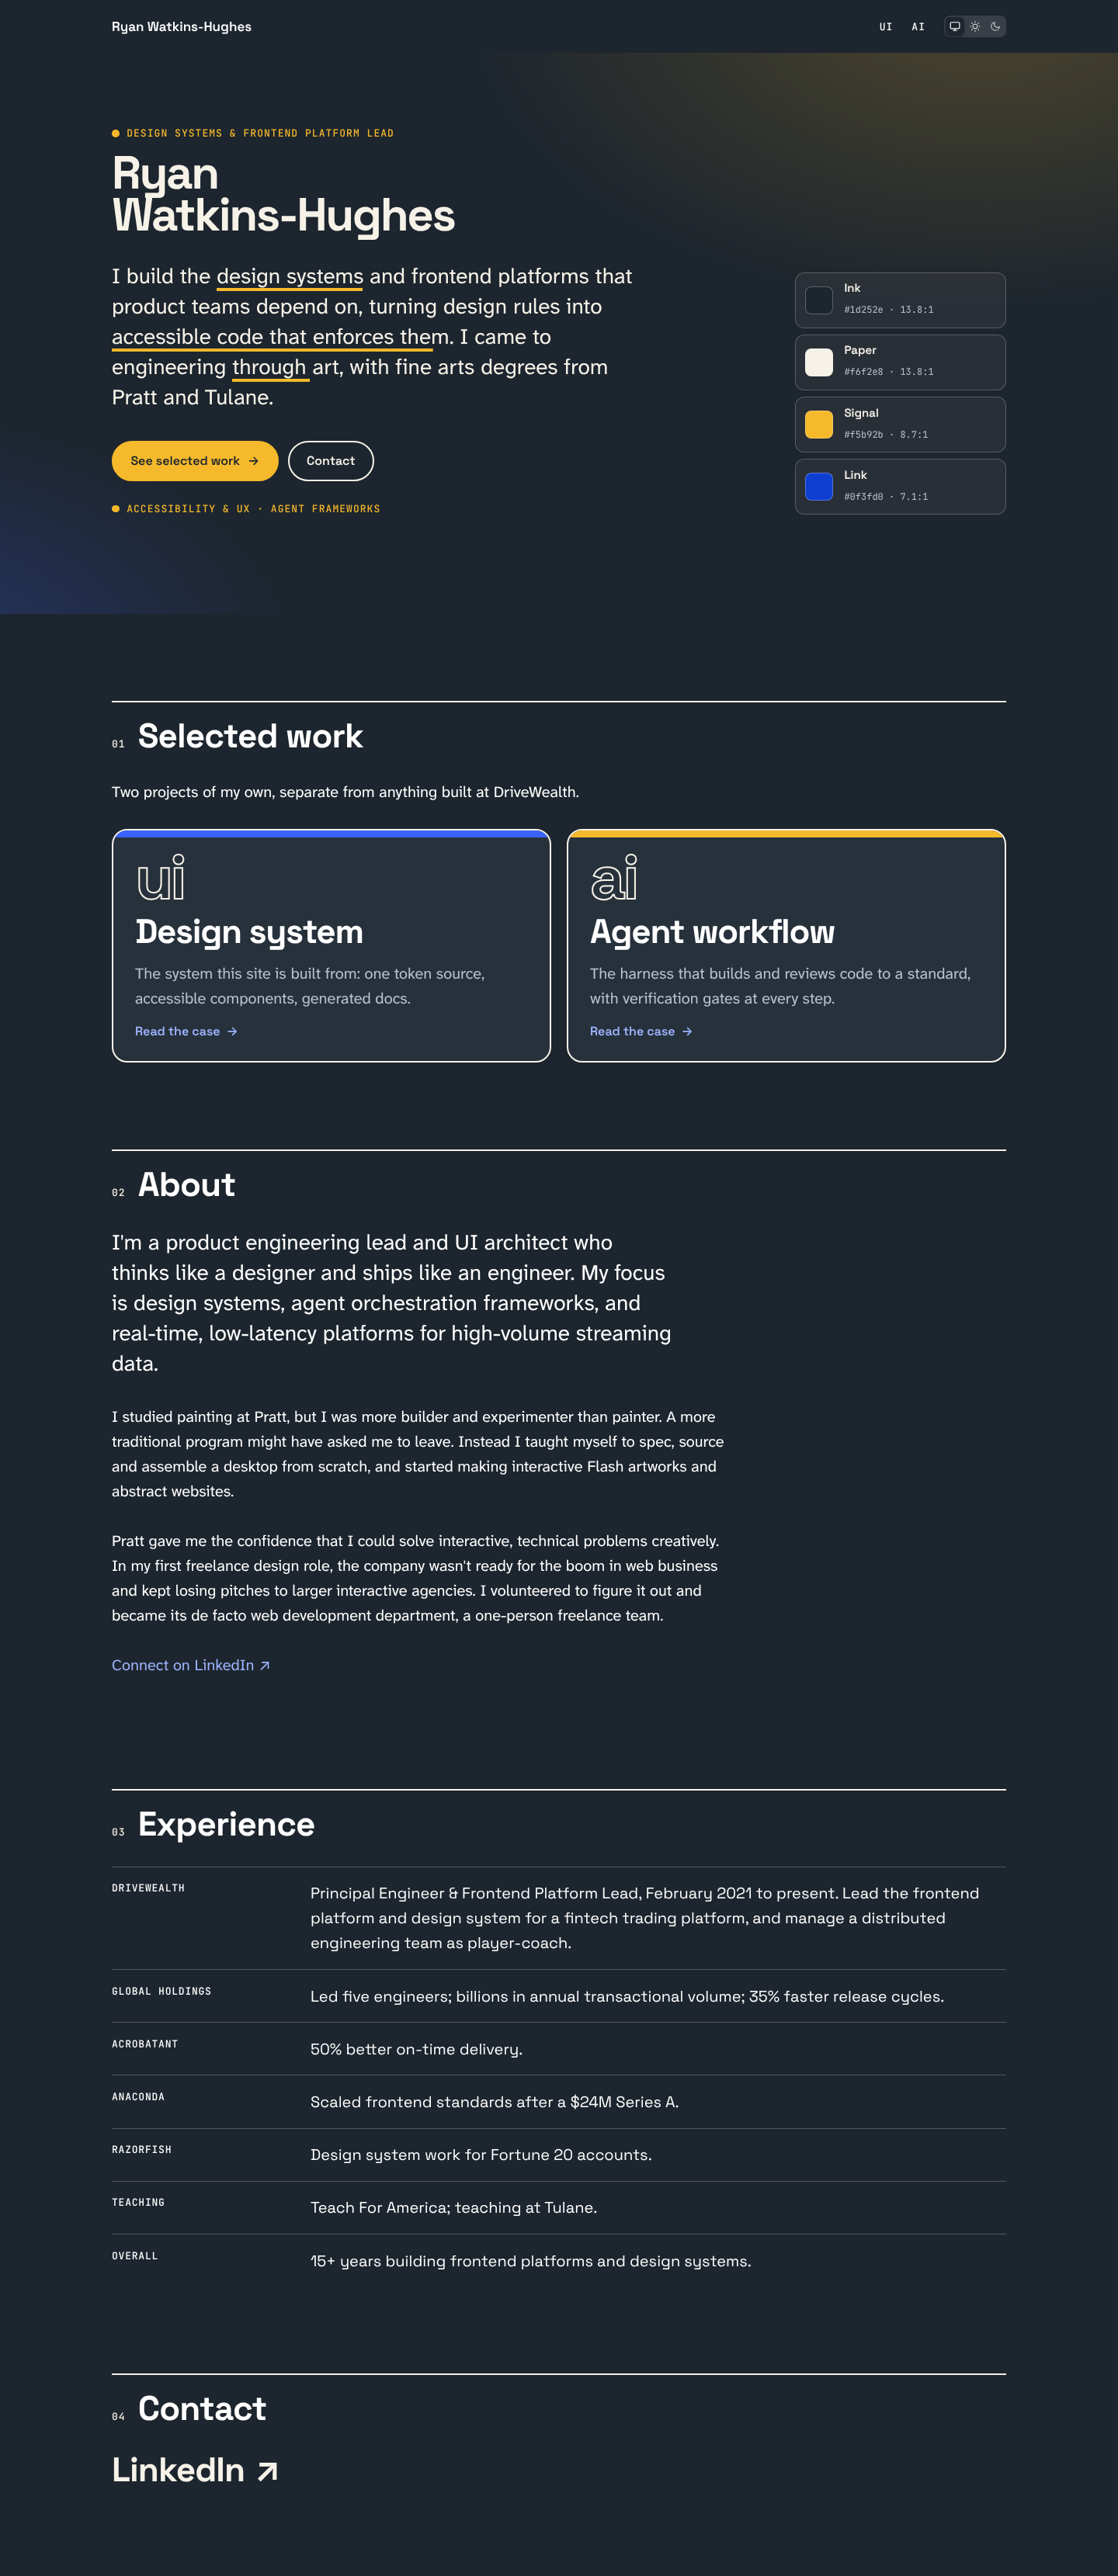 Ryan Watkins-Hughes
UI AI
DESIGN SYSTEMS & FRONTEND PLATFORM LEAD
Ryan
Watkins-Hughes
I build the design systems and frontend platforms that
product teams depend on, turning design rules into
accessible code that enforces them. I came to
engineering through art, with fine arts degrees from
Pratt and Tulane.
See selected work →
Contact
ACCESSIBILITY & UX · AGENT FRAMEWORKS
Ink
#1d252e · 13.8:1
Paper
#f6f2e8 · 13.8:1
Signal
#f5b92b · 8.7:1
Link
#0f3fd0 · 7.1:1
01 Selected work
Two projects of my own, separate from anything built at DriveWealth.
ui
Design system
The system this site is built from: one token source,
accessible components, generated docs.
Read the case →
ai
Agent workflow
The harness that builds and reviews code to a standard,
with verification gates at every step.
Read the case →
02 About
I'm a product engineering lead and UI architect who
thinks like a designer and ships like an engineer. My focus
is design systems, agent orchestration frameworks, and
real-time, low-latency platforms for high-volume streaming
data.
I studied painting at Pratt, but I was more builder and experimenter than painter. A more
traditional program might have asked me to leave. Instead I taught myself to spec, source
and assemble a desktop from scratch, and started making interactive Flash artworks and
abstract websites.
Pratt gave me the confidence that I could solve interactive, technical problems creatively.
In my first freelance design role, the company wasn't ready for the boom in web business
and kept losing pitches to larger interactive agencies. I volunteered to figure it out and
became its de facto web development department, a one-person freelance team.
Connect on LinkedIn ↗
03 Experience
DRIVEWEALTH
Principal Engineer & Frontend Platform Lead, February 2021 to present. Lead the frontend
platform and design system for a fintech trading platform, and manage a distributed
engineering team as player-coach.
GLOBAL HOLDINGS
Led five engineers; billions in annual transactional volume; 35% faster release cycles.
ACROBATANT
50% better on-time delivery.
ANACONDA
Scaled frontend standards after a $24M Series A.
RAZORFISH
Design system work for Fortune 20 accounts.
TEACHING
Teach For America; teaching at Tulane.
OVERALL
15+ years building frontend platforms and design systems.
04 Contact
LinkedIn ↗